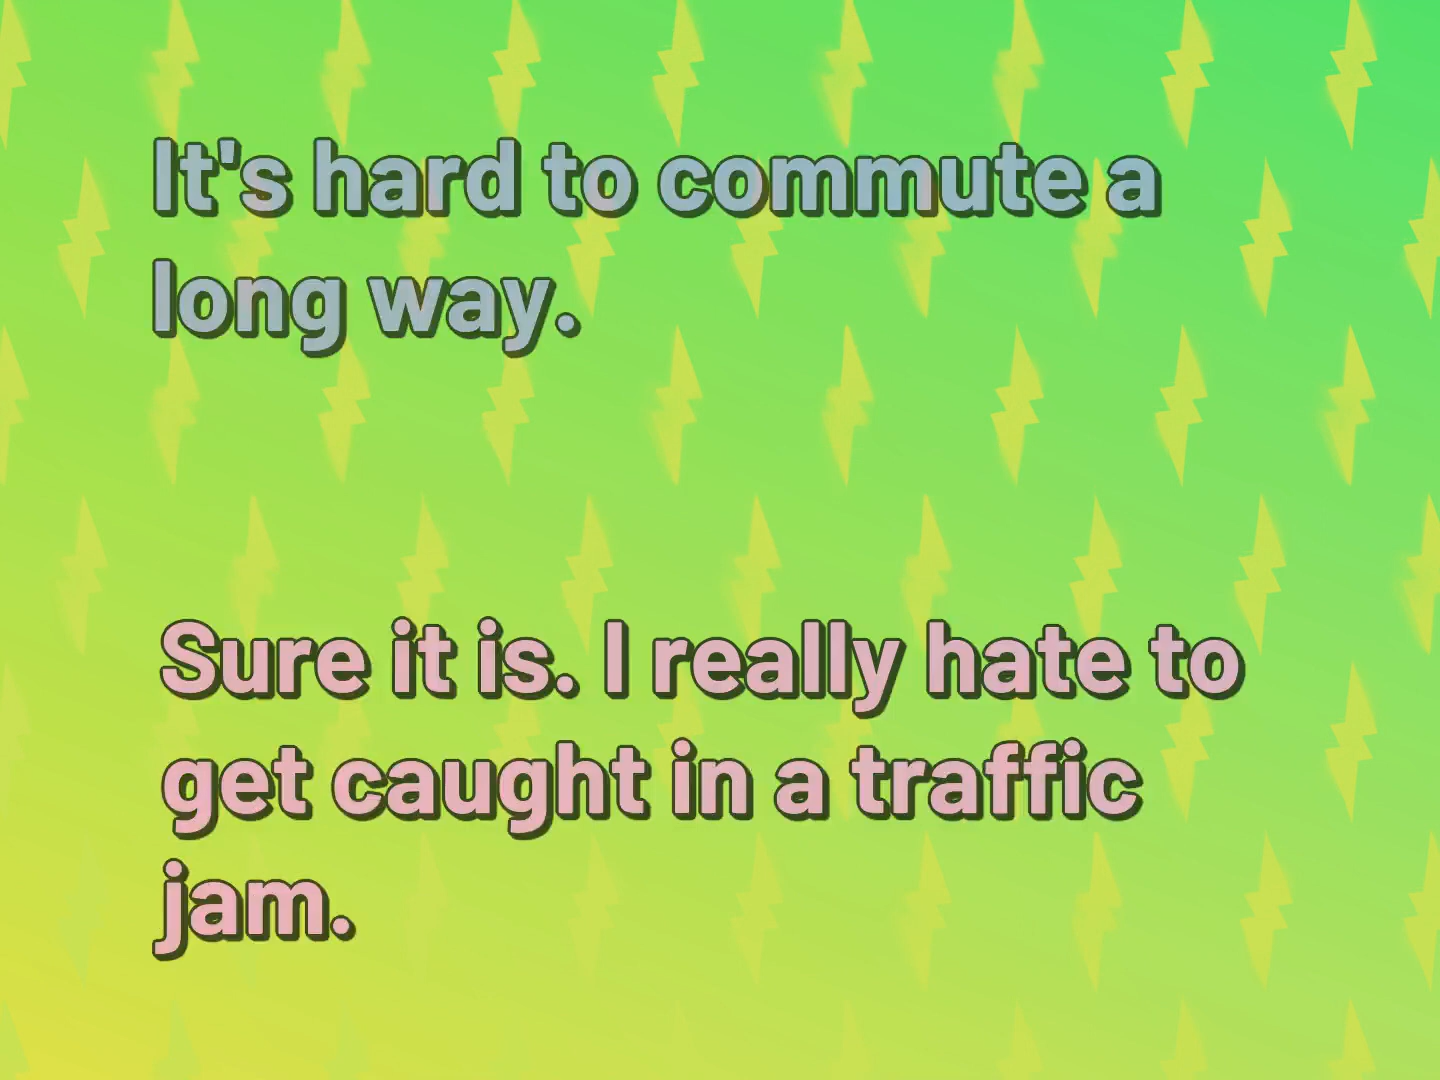 It's hard to commute a
long way.
Sure it is. I really hate to
get caught in a traffic
jam.